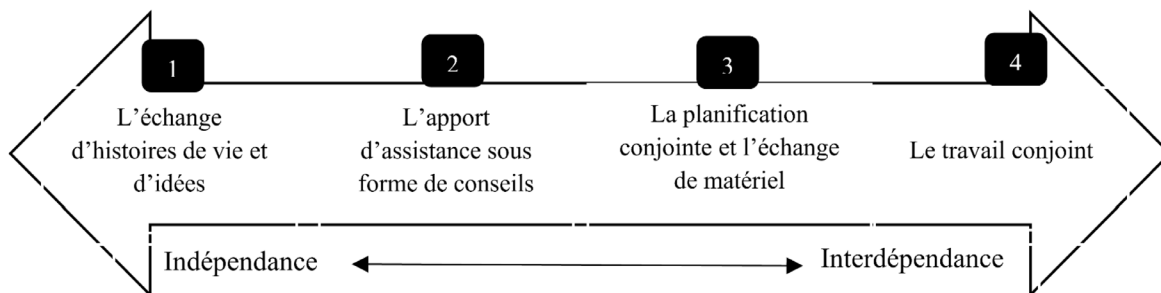 1
L’échange
d’histoires de vie et
d’idées
2
L’apport
d’assistance sous
forme de conseils
3
La planification
conjointe et l’échange
de matériel
4
Le travail conjoint
Indépendance
Interdépendance